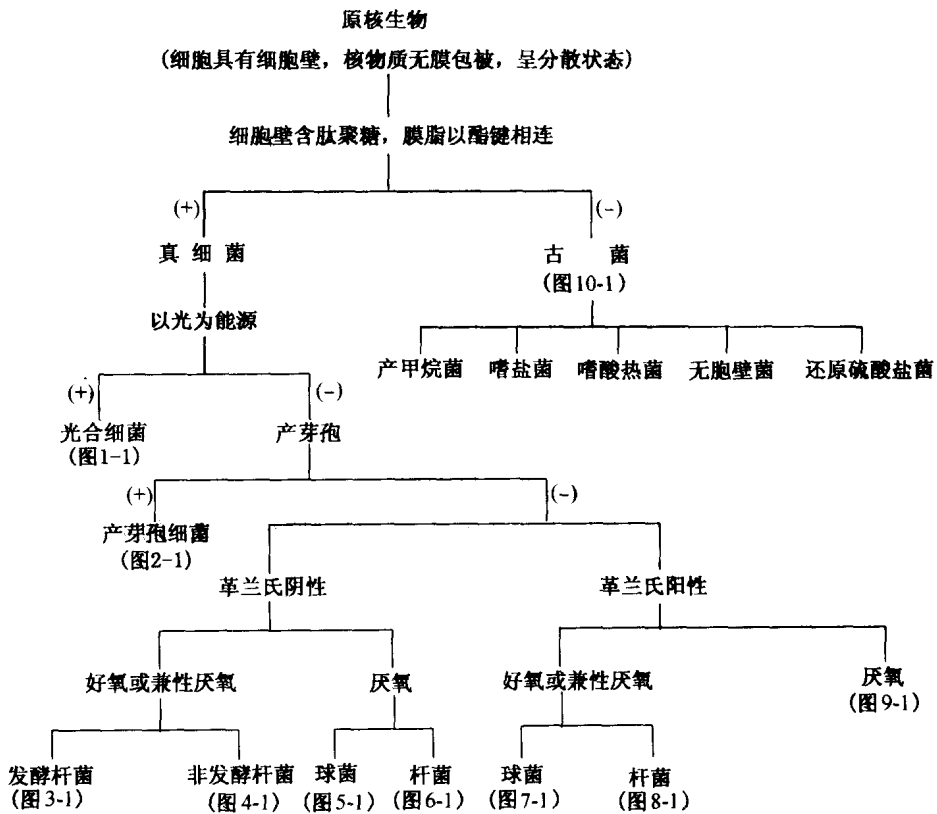 原核生物
(细胞具有细胞壁，核物质无膜包被，呈分散状态)
细胞壁含肽聚糖，膜脂以酯键相连
(+) (-)
真细菌 古菌
(图10-1)
以光为能源
产甲烷菌 嗜盐菌 嗜酸热菌 无胞壁菌 还原硫酸盐菌
(+) (-)
光合细菌 产芽孢
(图1-1)
(+) (-)
产芽孢细菌
(图2-1)
革兰氏阴性 革兰氏阳性
好氧或兼性厌氧 厌氧 好氧或兼性厌氧 厌氧
(图9-1)
发酵杆菌 非发酵杆菌 球菌 杆菌 球菌 杆菌
(图3-1) (图4-1) (图5-1) (图6-1) (图7-1) (图8-1)